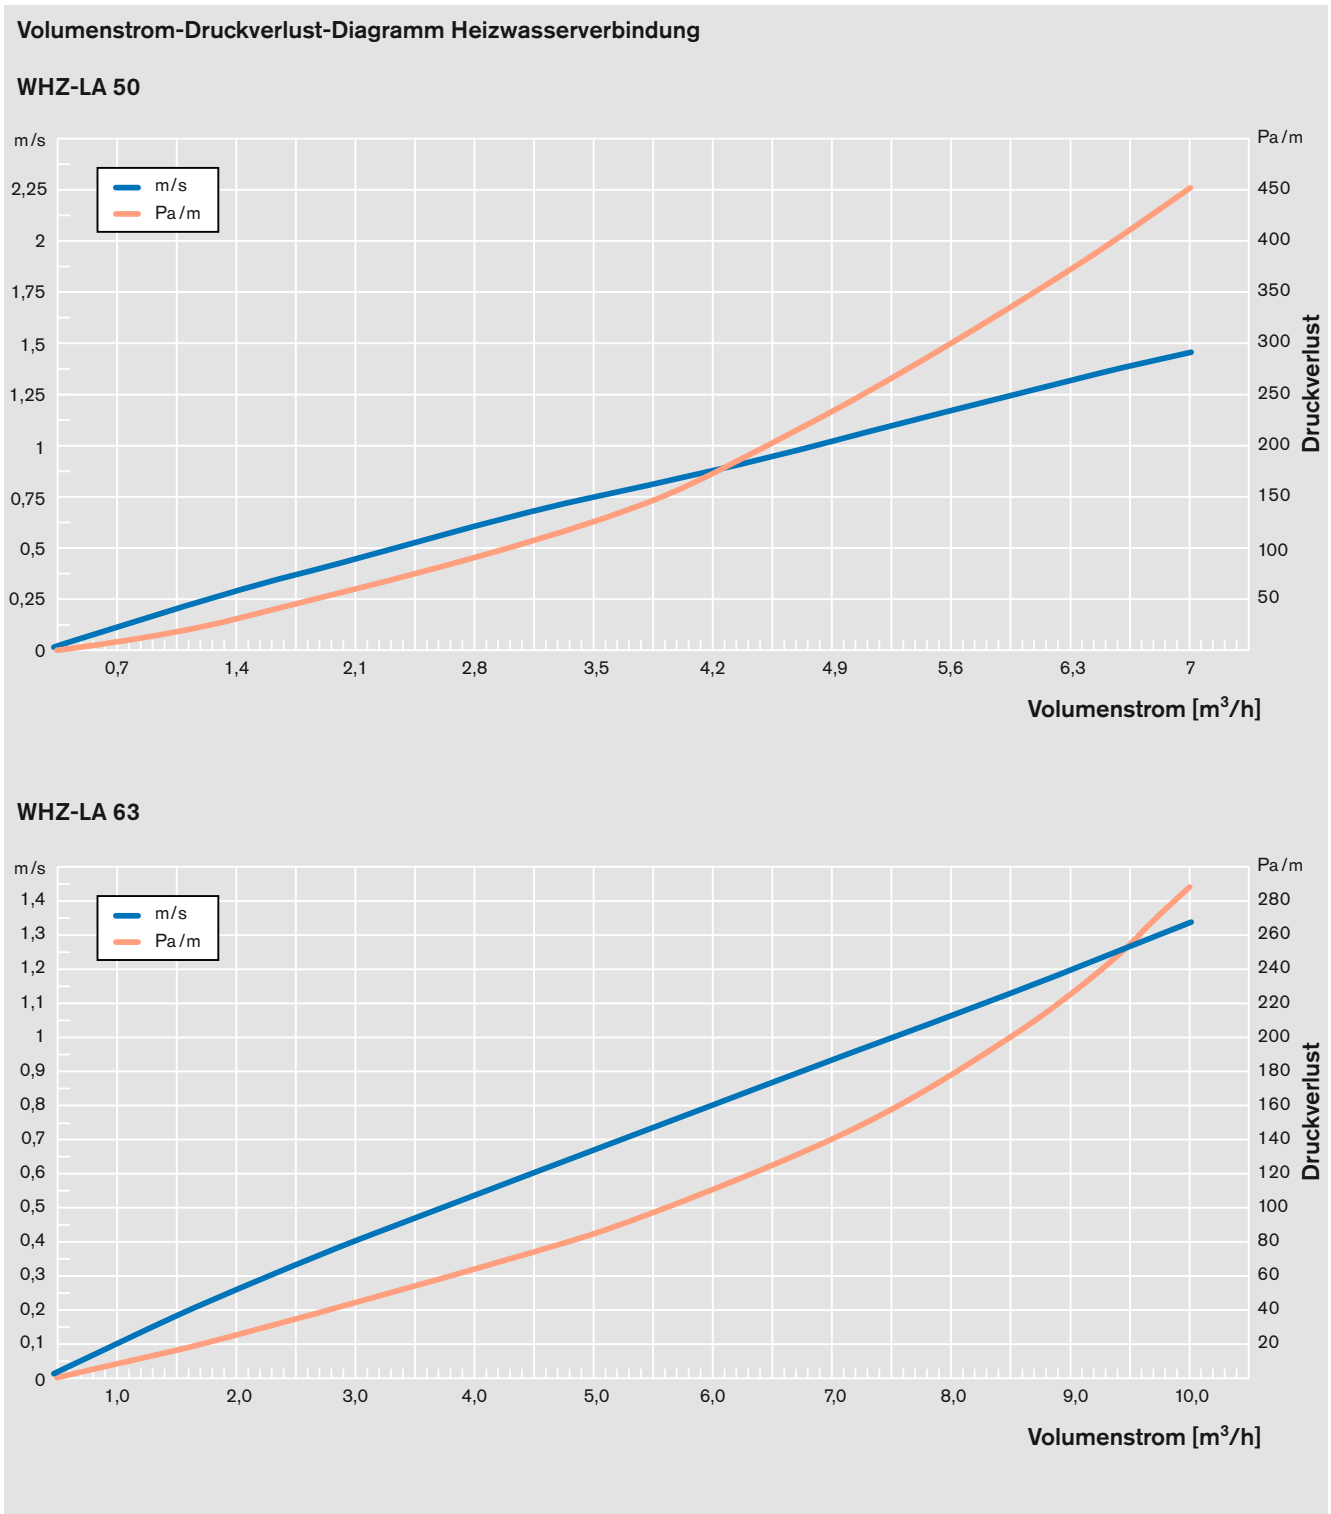 Volumenstrom-Druckverlust-Diagramm Heizwasserverbindung
WHZ-LA 50
m/s
Pa/m
m/s
Pa/m
2,25
2
1,75
1,5
1,25
1
0,75
0,5
0,25
0
450
400
350
300
250
200
150
100
50
Druckverlust
0,7 1,4 2,1 2,8 3,5 4,2 4,9 5,6 6,3 7
Volumenstrom [m³/h]
WHZ-LA 63
m/s
Pa/m
m/s
Pa/m
1,4
1,3
1,2
1,1
1
0,9
0,8
0,7
0,6
0,5
0,4
0,3
0,2
0,1
0
280
260
240
220
200
180
160
140
120
100
80
60
40
20
Druckverlust
1,0 2,0 3,0 4,0 5,0 6,0 7,0 8,0 9,0 10,0
Volumenstrom [m³/h]